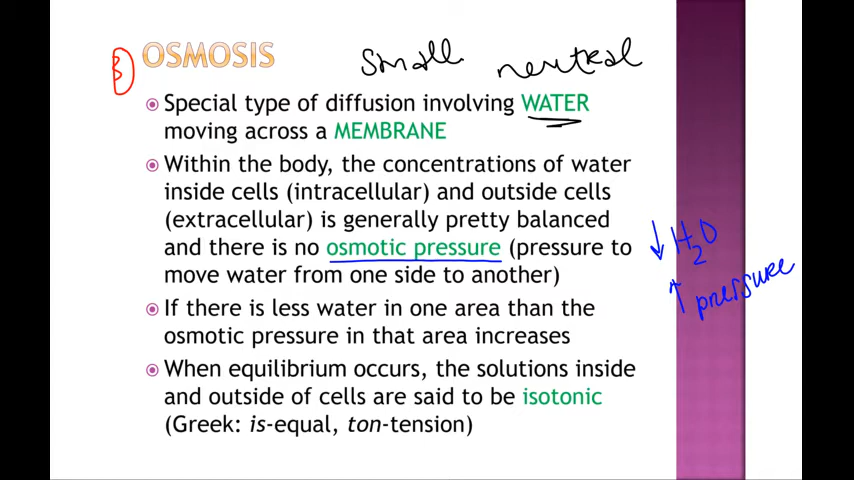 3) OSMOSIS small neutral
Special type of diffusion involving WATER
moving across a MEMBRANE
Within the body, the concentrations of water
inside cells (intracellular) and outside cells
(extracellular) is generally pretty balanced
and there is no osmotic pressure (pressure to
move water from one side to another)
↓ H₂O
↑ pressure
If there is less water in one area than the
osmotic pressure in that area increases
When equilibrium occurs, the solutions inside
and outside of cells are said to be isotonic
(Greek: is-equal, ton-tension)